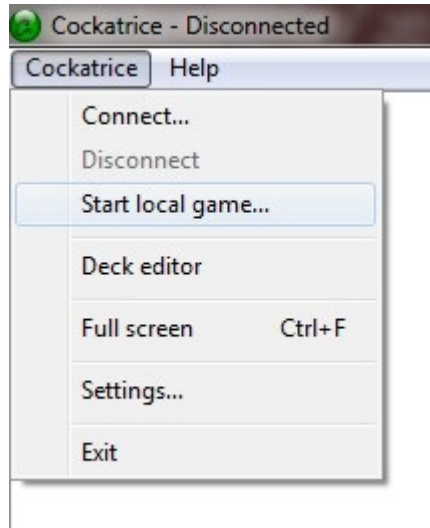 Cockatrice - Disconnected
Cockatrice Help
Connect...
Disconnect
Start local game...
Deck editor
Full screen Ctrl+F
Settings...
Exit